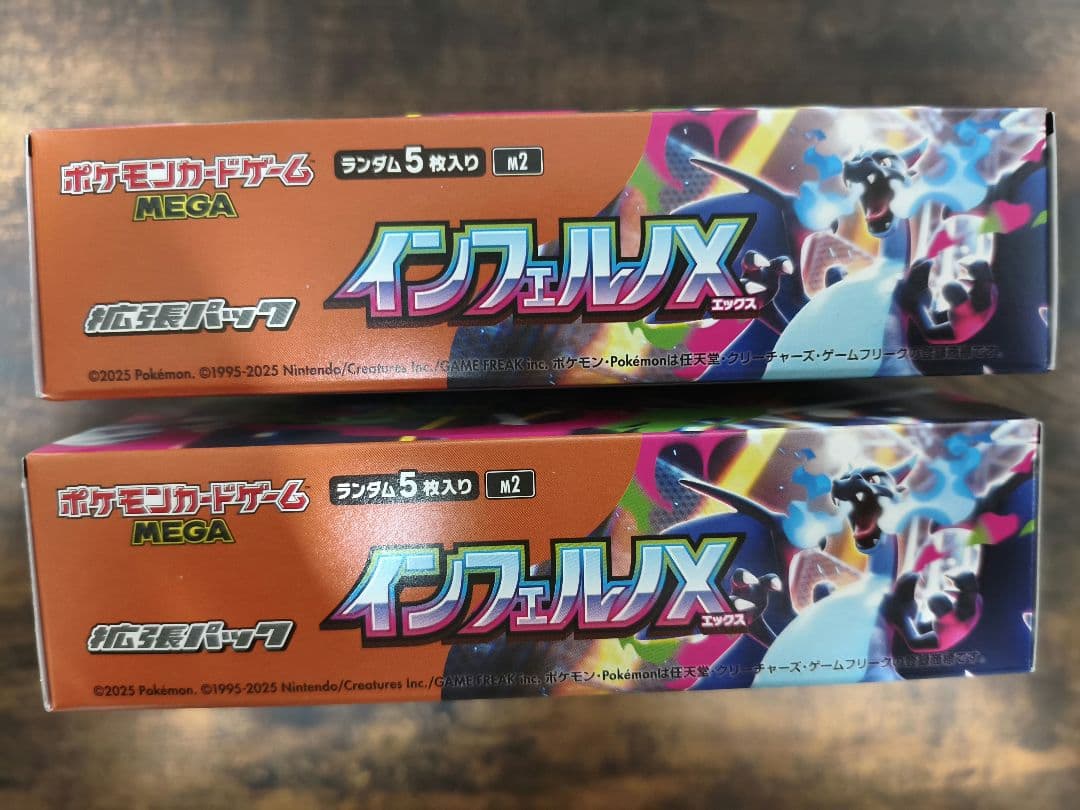 ポケモンカードゲーム™
MEGA
ランダム5枚入り M2
インフェルノX
エックス
拡張パック
©2025 Pokémon. ©1995-2025 Nintendo/Creatures Inc./GAME FREAK inc. ポケモン・Pokémonは任天堂・クリーチャーズ・ゲームフリークの登録商標です。
ポケモンカードゲーム
MEGA
ランダム5枚入り M2
インフェルノX
エックス
拡張パック
©2025 Pokémon. ©1995-2025 Nintendo/Creatures Inc./GAME FREAK inc. ポケモン・Pokémonは任天堂・クリーチャーズ・ゲームフリークの登録商標です。